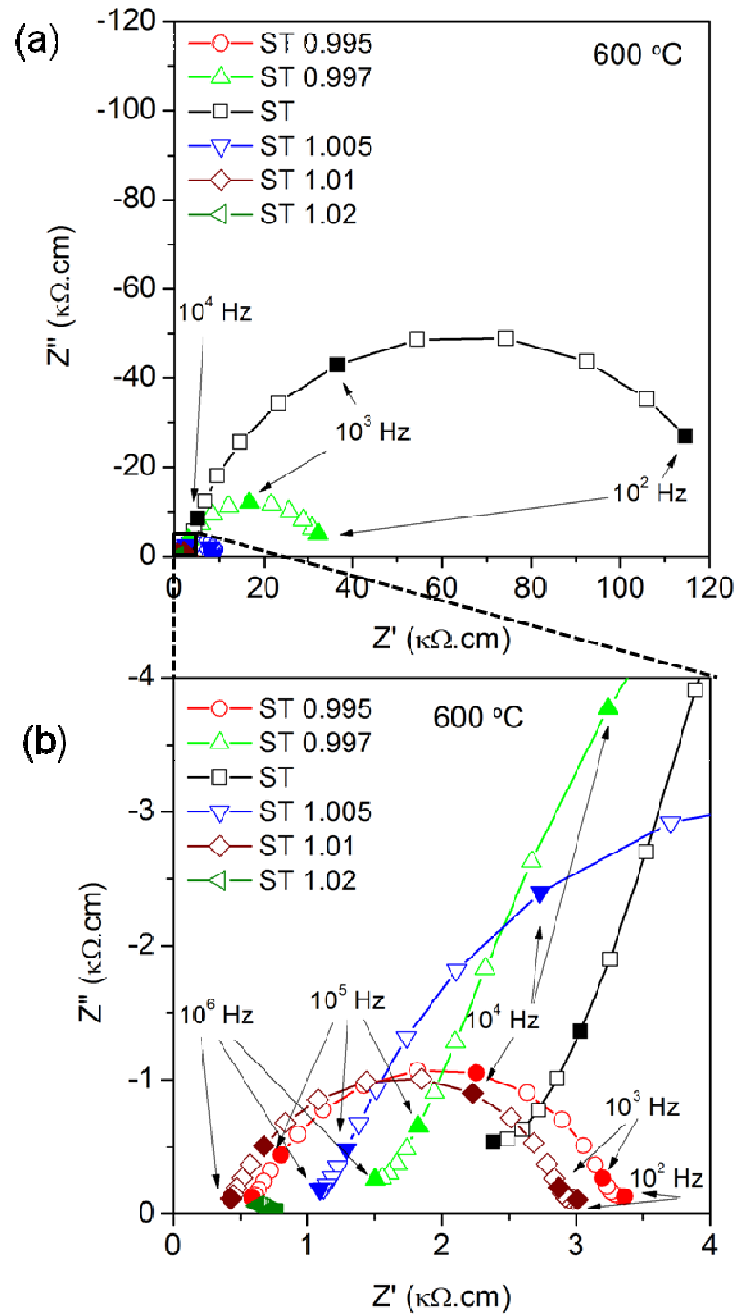 (a)
-120
-100
-80
-60
-40
-20
0
ST 0.995
ST 0.997
ST
ST 1.005
ST 1.01
ST 1.02
600 ºC
10⁴ Hz
10³ Hz
10² Hz
Z'' (κΩ.cm)
0 20 40 60 80 100 120
Z' (κΩ.cm)
(b)
-4
-3
-2
-1
0
ST 0.995
ST 0.997
ST
ST 1.005
ST 1.01
ST 1.02
600 ºC
10⁶ Hz
10⁵ Hz
10⁴ Hz
10³ Hz
10² Hz
Z'' (κΩ.cm)
0 1 2 3 4
Z' (κΩ.cm)